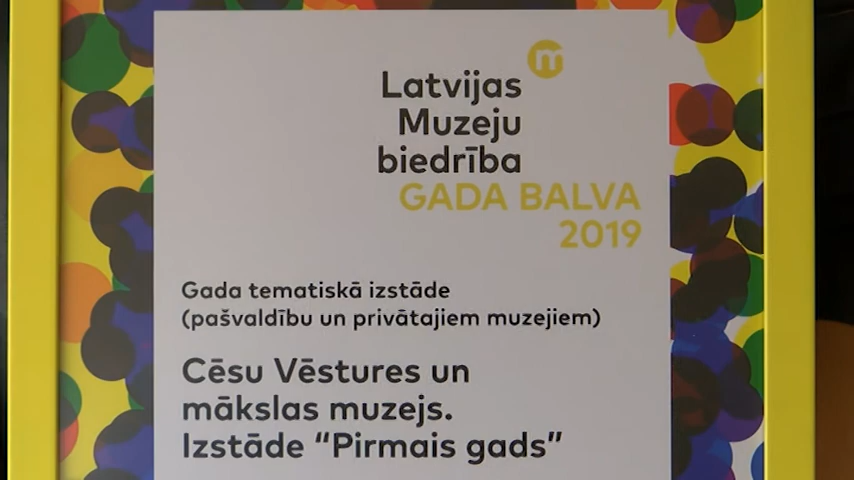 m
Latvijas
Muzeju
biedrība
GADA BALVA
2019
Gada tematiskā izstāde
(pašvaldību un privātajiem muzejiem)
Cēsu Vēstures un
mākslas muzejs.
Izstāde “Pirmais gads”